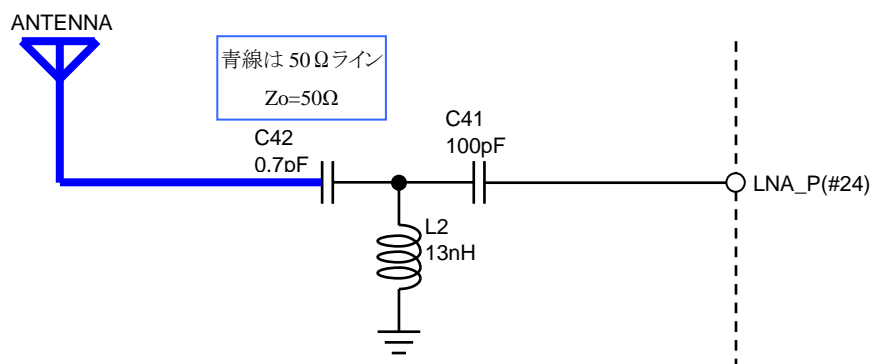 ANTENNA
青線は 50Ωライン
Zo=50Ω
C42
0.7pF
C41
100pF
LNA_P(#24)
L2
13nH